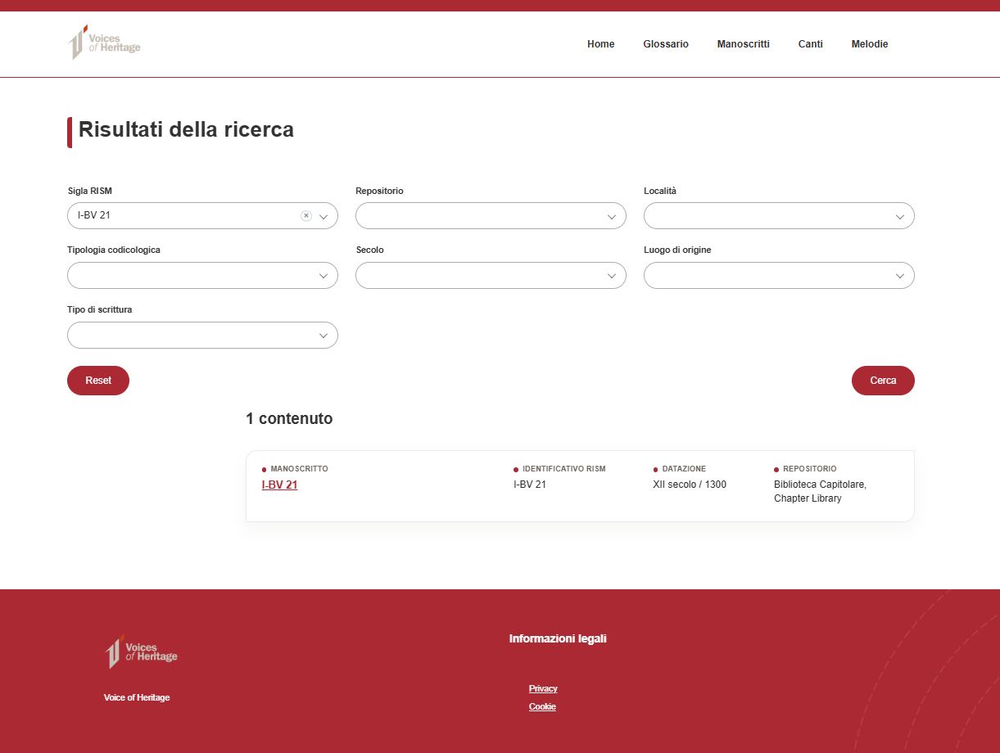 Voices
of Heritage
Home
Glossario
Manoscritti
Canti
Melodie
Risultati della ricerca
Sigla RISM
Repositorio
Località
I-BV 21
Tipologia codicologica
Secolo
Luogo di origine
Tipo di scrittura
Reset
Cerca
1 contenuto
MANOSCRITTO
IDENTIFICATIVO RISM
DATAZIONE
REPOSITORIO
I-BV 21
I-BV 21
XII secolo / 1300
Biblioteca Capitolare,
Chapter Library
Informazioni legali
Voices
of Heritage
Privacy
Voice of Heritage
Cookie